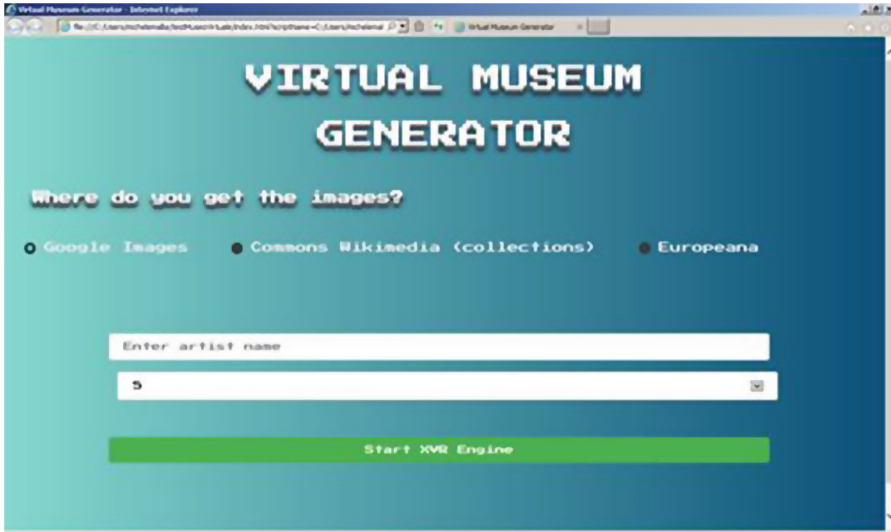 Virtual Museum Generator - Internet Explorer
Virtual Museum Generator
VIRTUAL MUSEUM
GENERATOR
Where do you get the images?
Google Images Commons Wikimedia (collections) Europeana
Enter artist name
5
Start XVR Engine